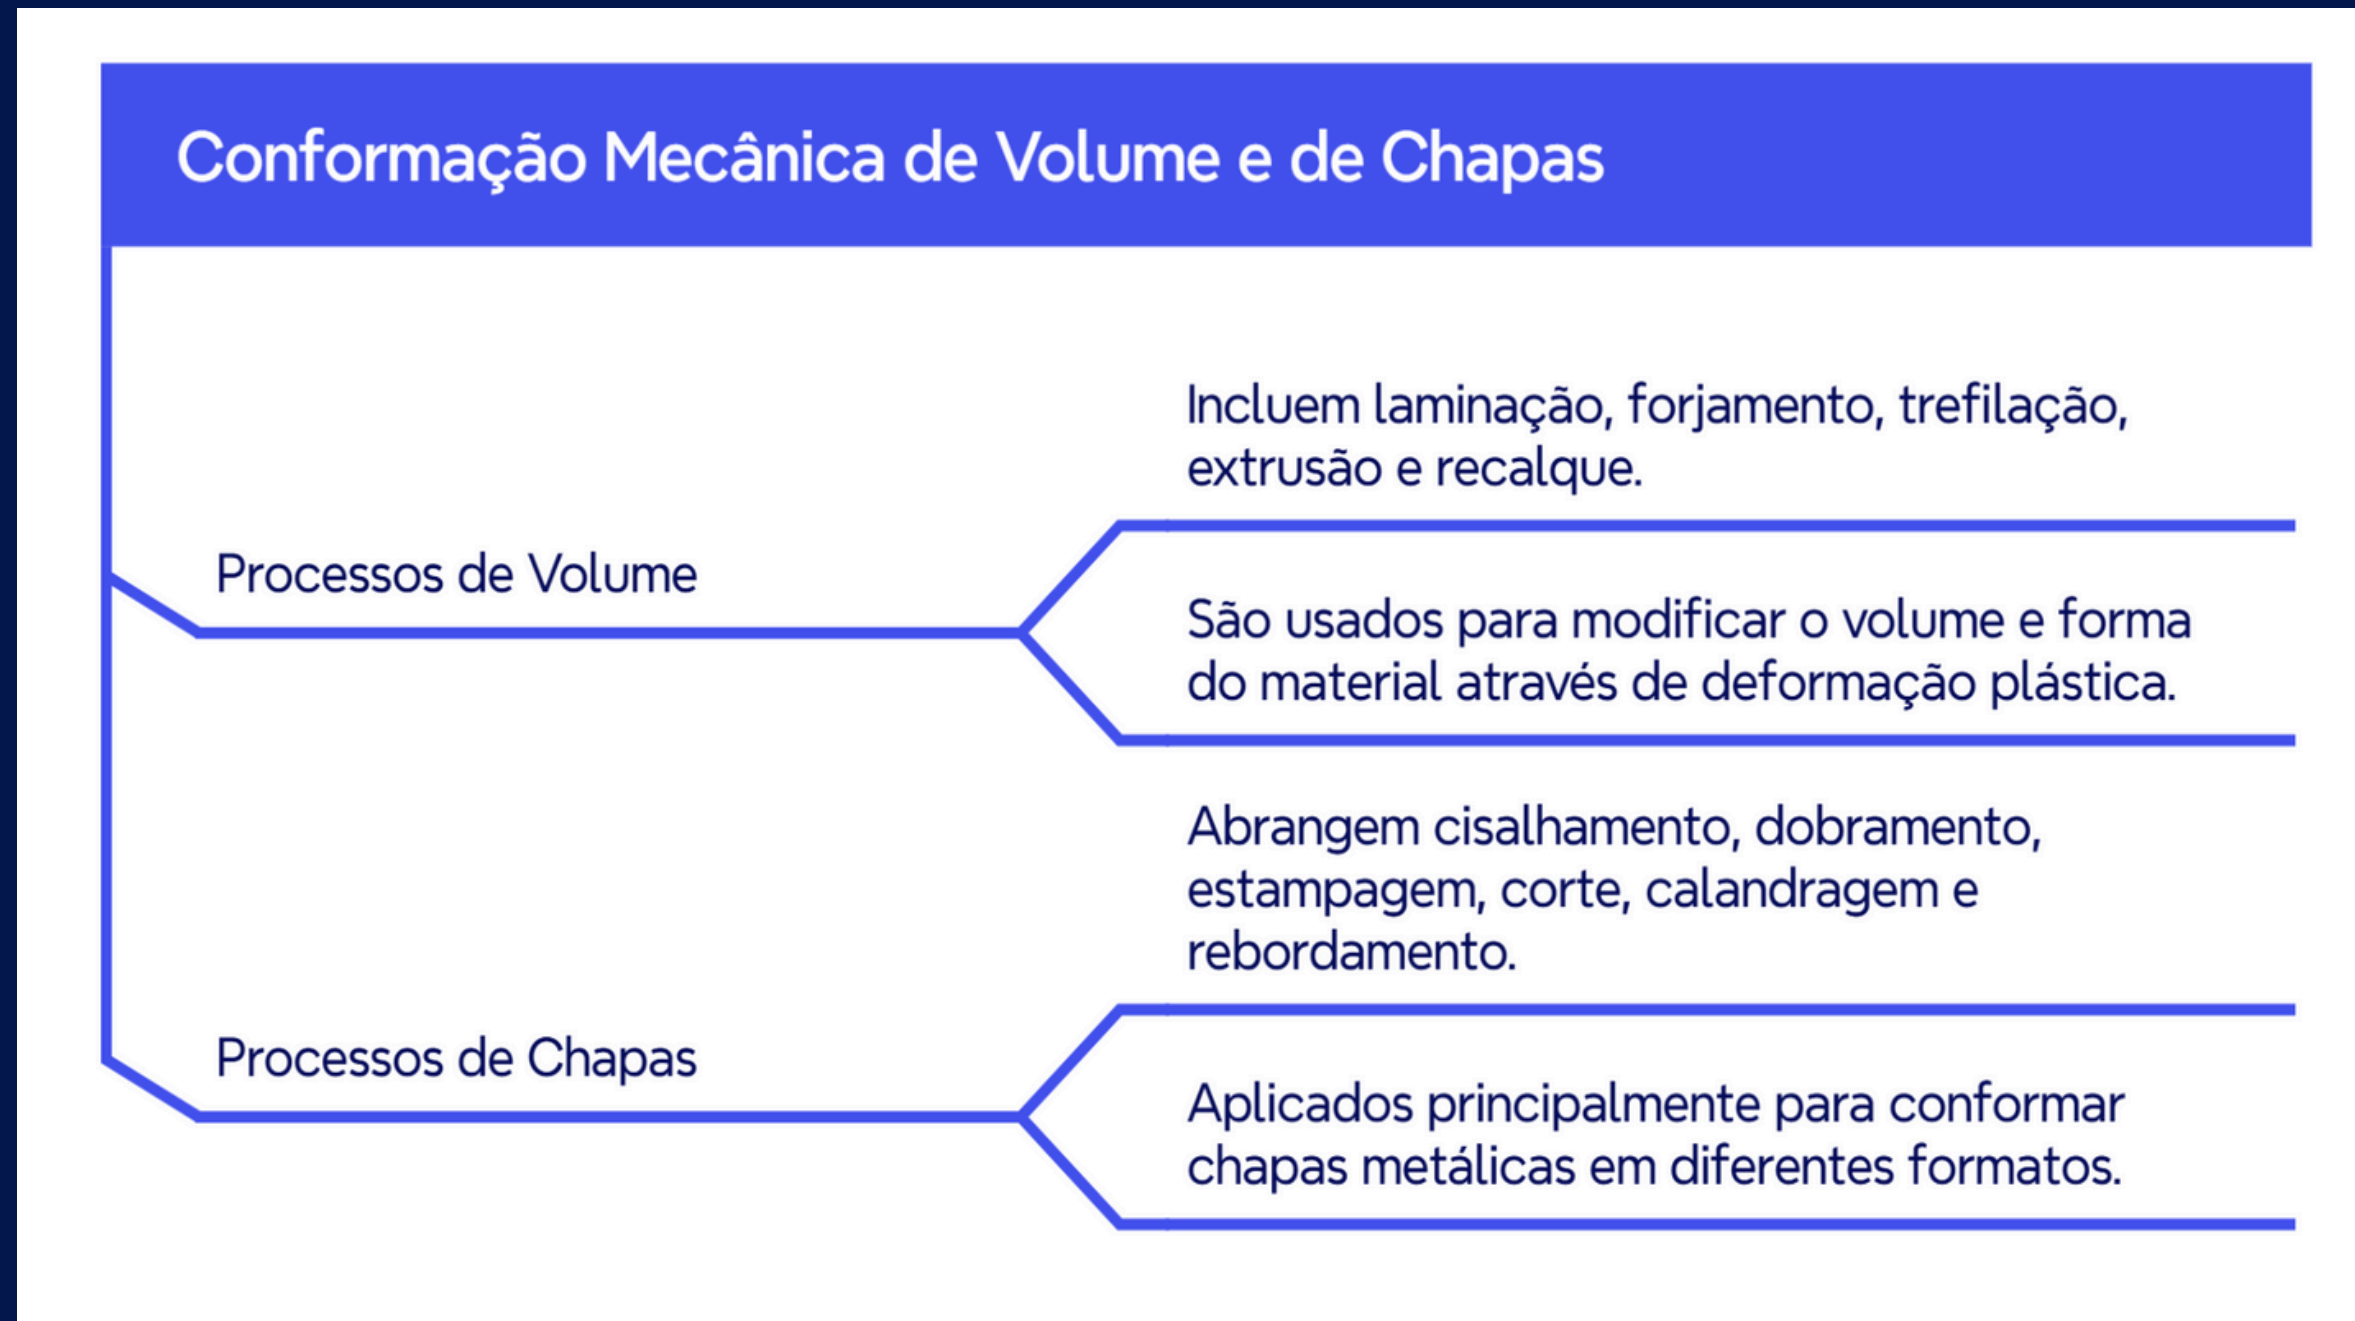 Conformação Mecânica de Volume e de Chapas
Processos de Volume
Incluem laminação, forjamento, trefilação,
extrusão e recalque.
São usados para modificar o volume e forma
do material através de deformação plástica.
Processos de Chapas
Abrangem cisalhamento, dobramento,
estampagem, corte, calandragem e
rebordamento.
Aplicados principalmente para conformar
chapas metálicas em diferentes formatos.